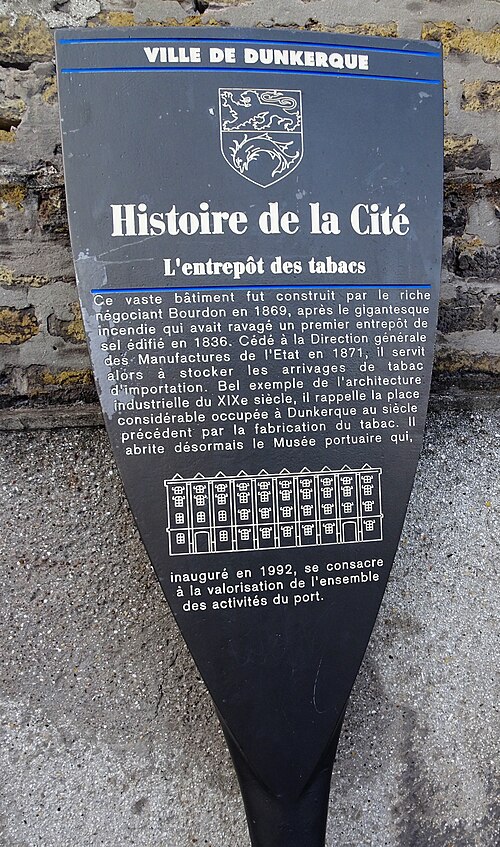 VILLE DE DUNKERQUE
Histoire de la Cité
L'entrepôt des tabacs
Ce vaste bâtiment fut construit par le riche
négociant Bourdon en 1869, après le gigantesque
incendie qui avait ravagé un premier entrepôt de
sel édifié en 1836. Cédé à la Direction générale
des Manufactures de l'Etat en 1871, il servit
alors à stocker les arrivages de tabac
d'importation. Bel exemple de l'architecture
industrielle du XIXe siècle, il rappelle la place
considérable occupée à Dunkerque au siècle
précédent par la fabrication du tabac. Il
abrite désormais le Musée portuaire qui,
inauguré en 1992, se consacre
à la valorisation de l'ensemble
des activités du port.